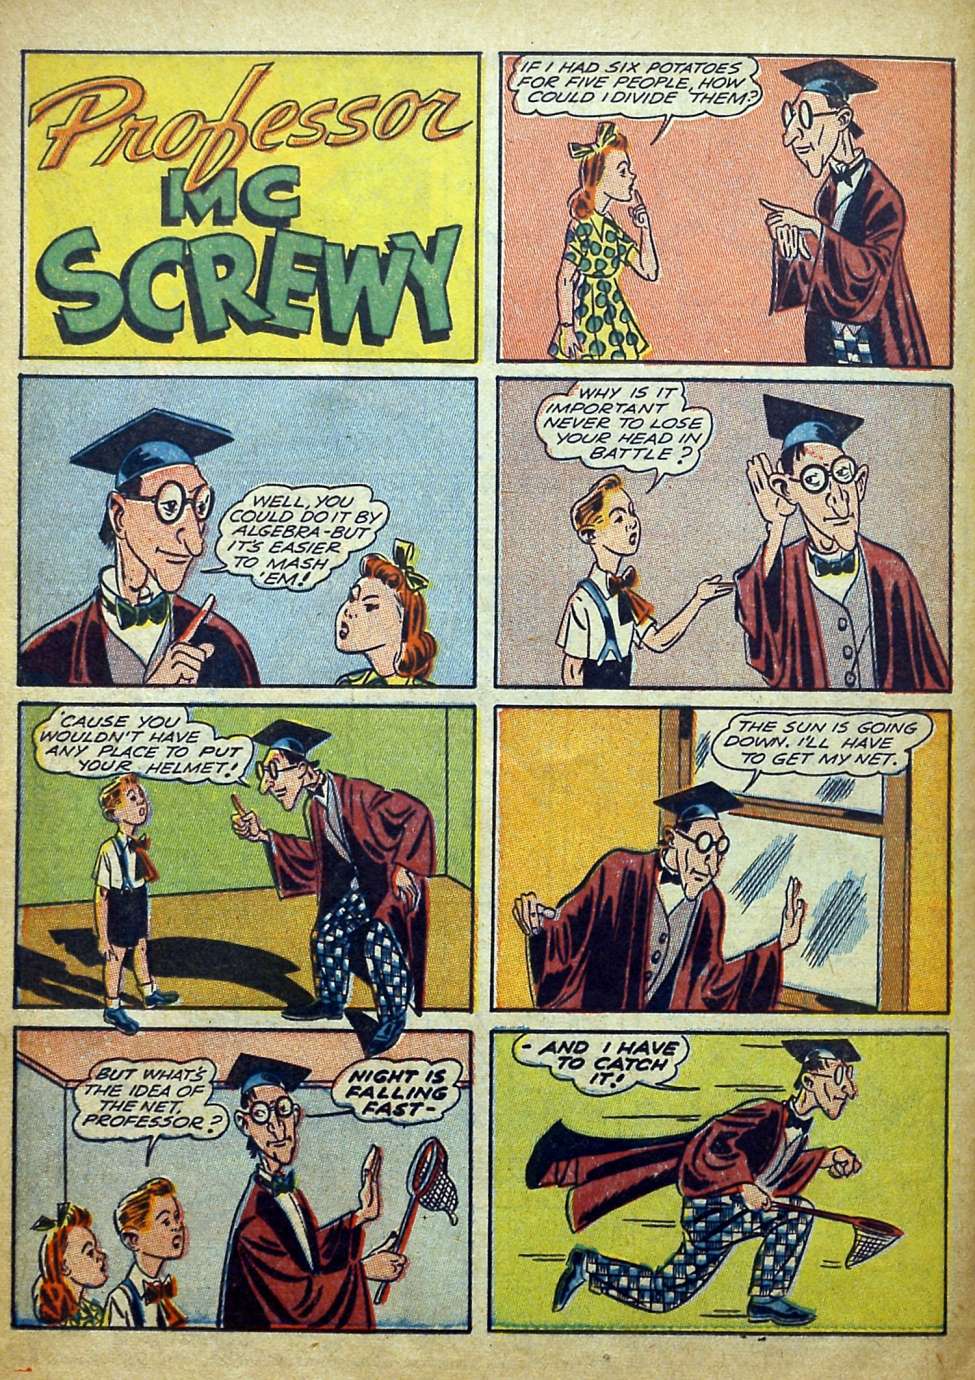 Professor
MC
SCREWY
IF I HAD SIX POTATOES
FOR FIVE PEOPLE, HOW
COULD I DIVIDE THEM?
WELL, YOU
COULD DO IT BY
ALGEBRA-BUT
IT'S EASIER
TO MASH
'EM!
WHY IS IT
IMPORTANT
NEVER TO LOSE
YOUR HEAD IN
BATTLE?
'CAUSE YOU
WOULDN'T HAVE
ANY PLACE TO PUT
YOUR HELMET!
THE SUN IS GOING
DOWN. I'LL HAVE
TO GET MY NET.
BUT WHAT'S
THE IDEA OF
THE NET,
PROFESSOR?
NIGHT IS
FALLING
FAST-
- AND I HAVE
TO CATCH
IT!